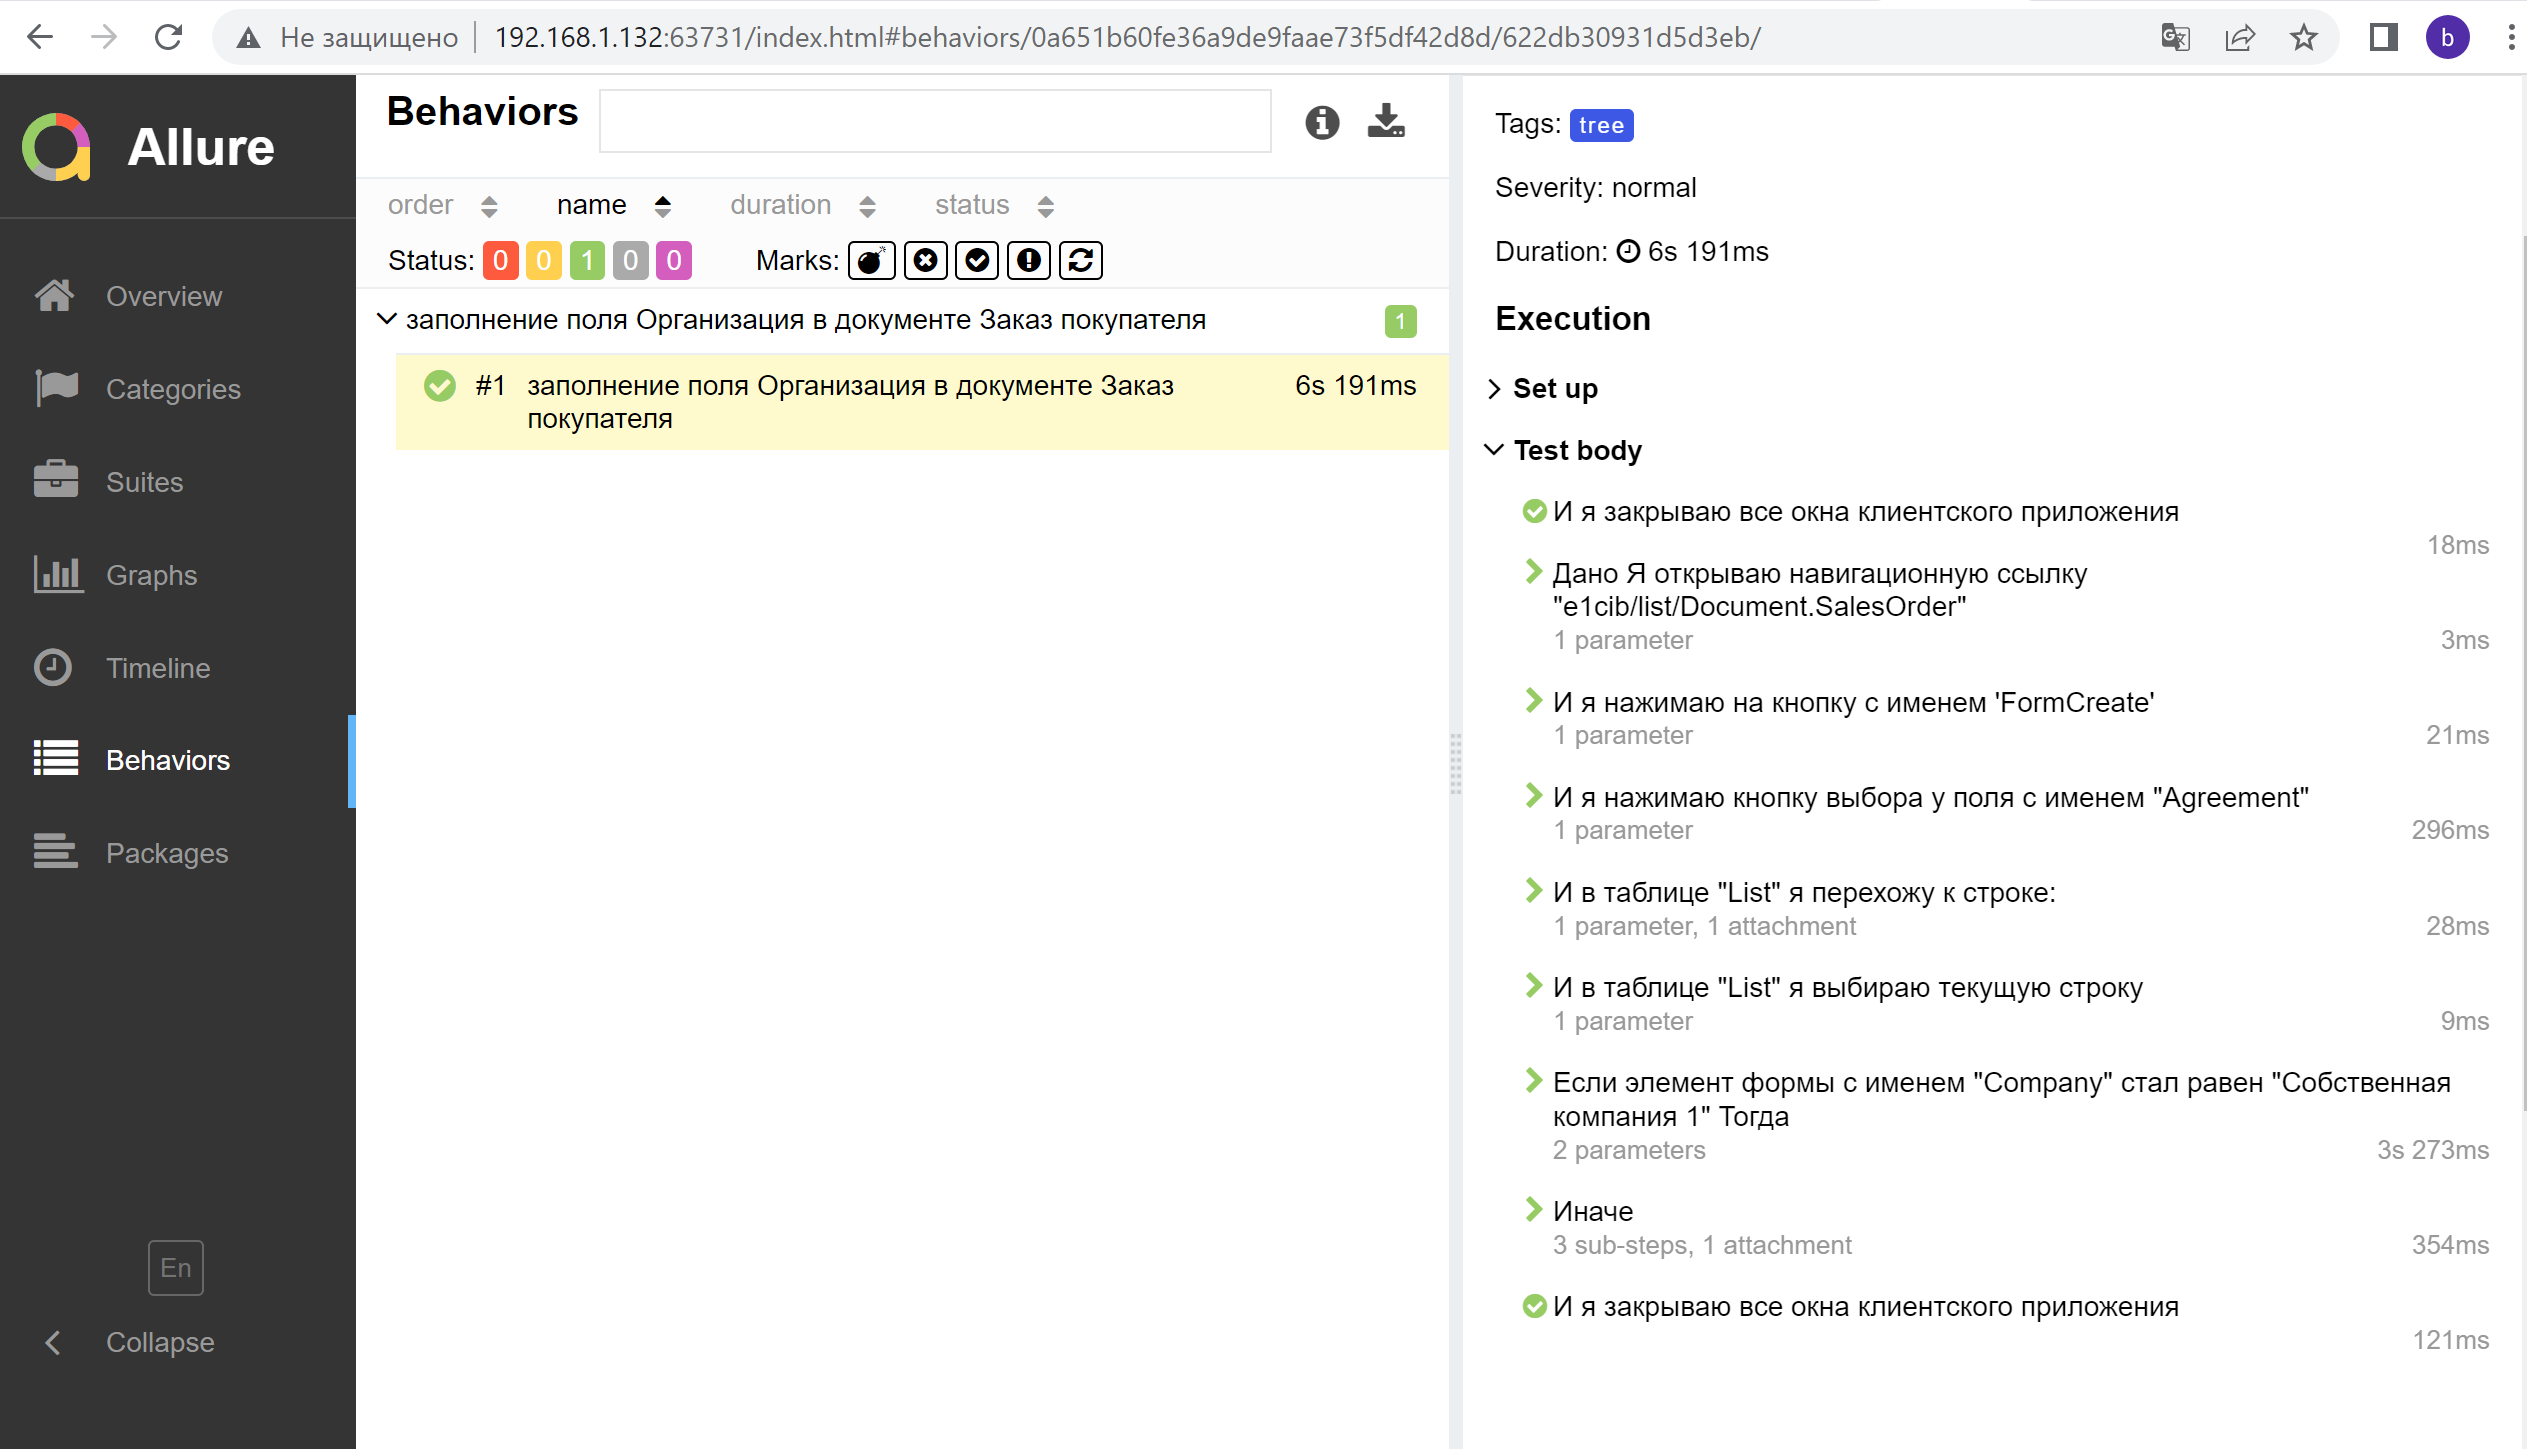 Не защищено
192.168.1.132:63731/index.html#behaviors/0a651b60fe36a9de9faae73f5df42d8d/622db30931d5d3eb/
b
Allure
Overview
Categories
Suites
Graphs
Timeline
Behaviors
Packages
En
Collapse
Behaviors
order name duration status
Status: 0 0 1 0 0 Marks:
заполнение поля Организация в документе Заказ покупателя 1
#1 заполнение поля Организация в документе Заказ 6s 191ms
покупателя
Tags: tree
Severity: normal
Duration: 6s 191ms
Execution
Set up
Test body
И я закрываю все окна клиентского приложения
18ms
Дано Я открываю навигационную ссылку
"e1cib/list/Document.SalesOrder"
1 parameter 3ms
И я нажимаю на кнопку с именем 'FormCreate'
1 parameter 21ms
И я нажимаю кнопку выбора у поля с именем "Agreement"
1 parameter 296ms
И в таблице "List" я перехожу к строке:
1 parameter, 1 attachment 28ms
И в таблице "List" я выбираю текущую строку
1 parameter 9ms
Если элемент формы с именем "Company" стал равен "Собственная
компания 1" Тогда
2 parameters 3s 273ms
Иначе
3 sub-steps, 1 attachment 354ms
И я закрываю все окна клиентского приложения
121ms